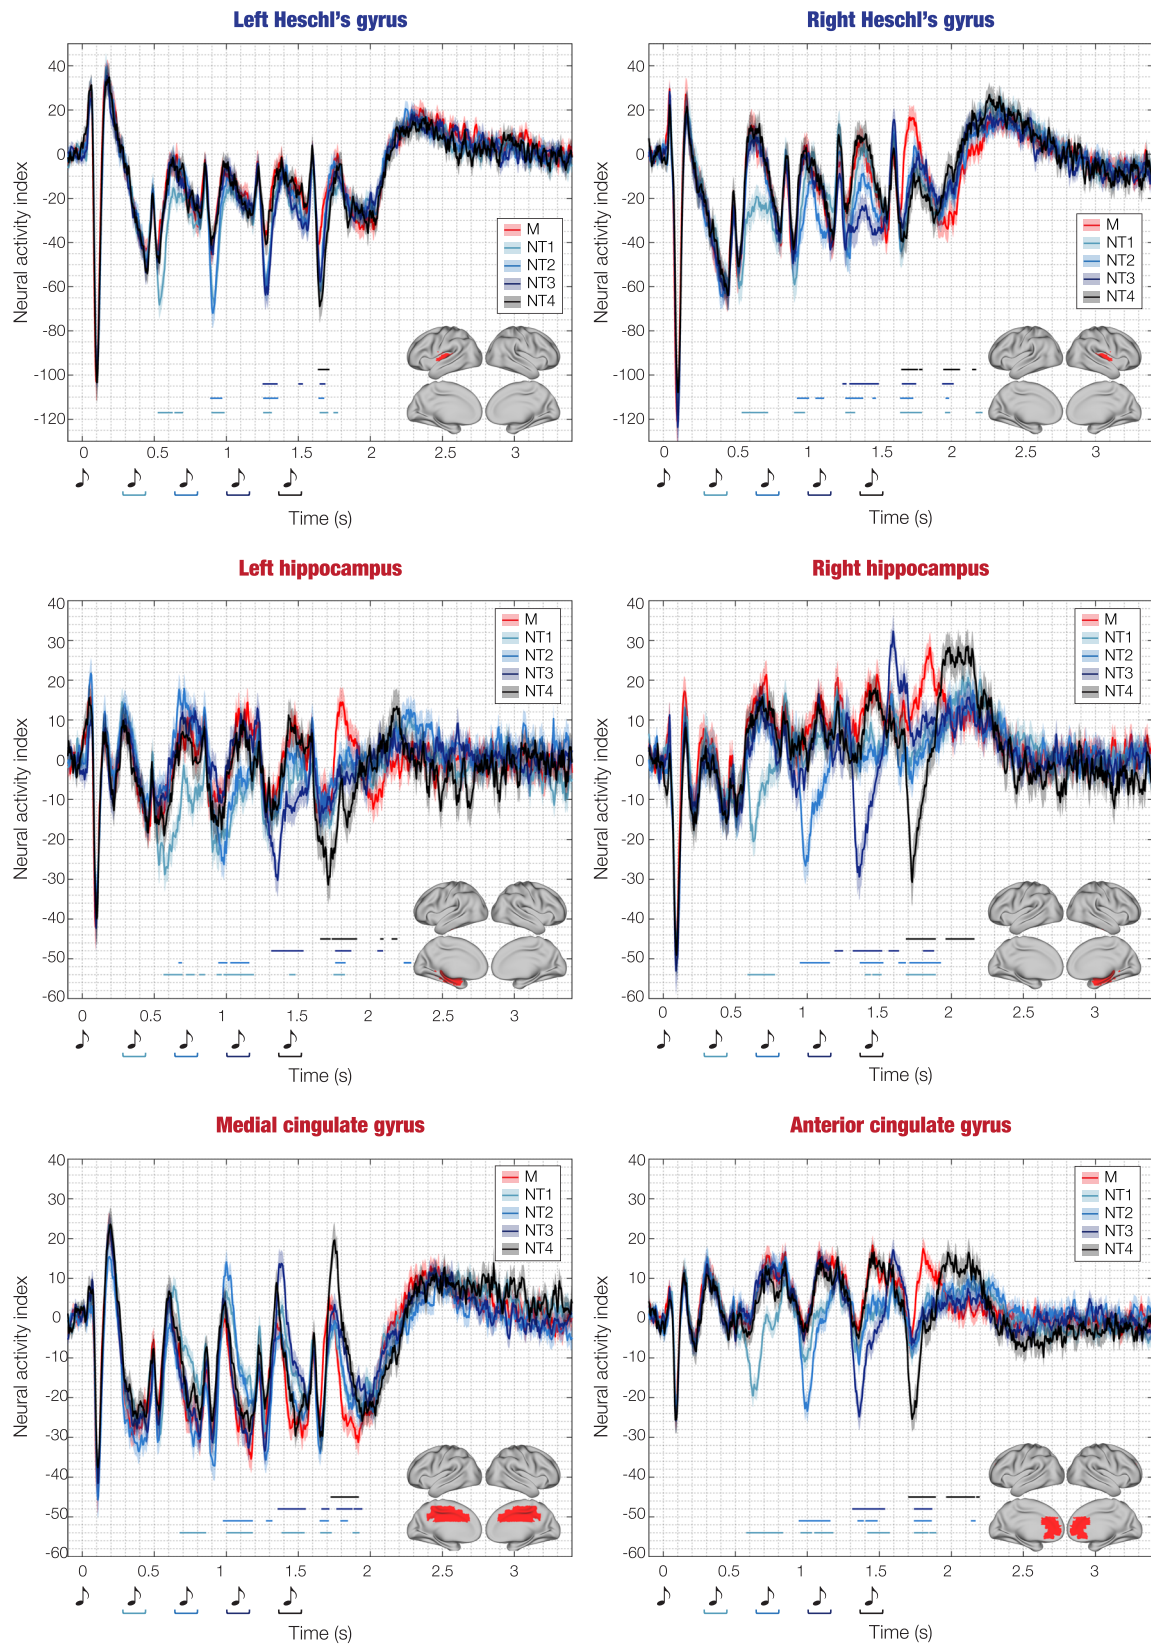 Left Heschl's gyrus
Neural activity index
40
20
0
-20
-40
-60
-80
-100
-120
M
NT1
NT2
NT3
NT4
0 0.5 1 1.5 2 2.5 3
Time (s)
Right Heschl's gyrus
Neural activity index
40
20
0
-20
-40
-60
-80
-100
-120
M
NT1
NT2
NT3
NT4
0 0.5 1 1.5 2 2.5 3
Time (s)
Left hippocampus
Neural activity index
40
30
20
10
0
-10
-20
-30
-40
-50
-60
M
NT1
NT2
NT3
NT4
0 0.5 1 1.5 2 2.5 3
Time (s)
Right hippocampus
Neural activity index
40
30
20
10
0
-10
-20
-30
-40
-50
-60
M
NT1
NT2
NT3
NT4
0 0.5 1 1.5 2 2.5 3
Time (s)
Medial cingulate gyrus
Neural activity index
40
30
20
10
0
-10
-20
-30
-40
-50
-60
M
NT1
NT2
NT3
NT4
0 0.5 1 1.5 2 2.5 3
Time (s)
Anterior cingulate gyrus
Neural activity index
40
30
20
10
0
-10
-20
-30
-40
-50
-60
M
NT1
NT2
NT3
NT4
0 0.5 1 1.5 2 2.5 3
Time (s)